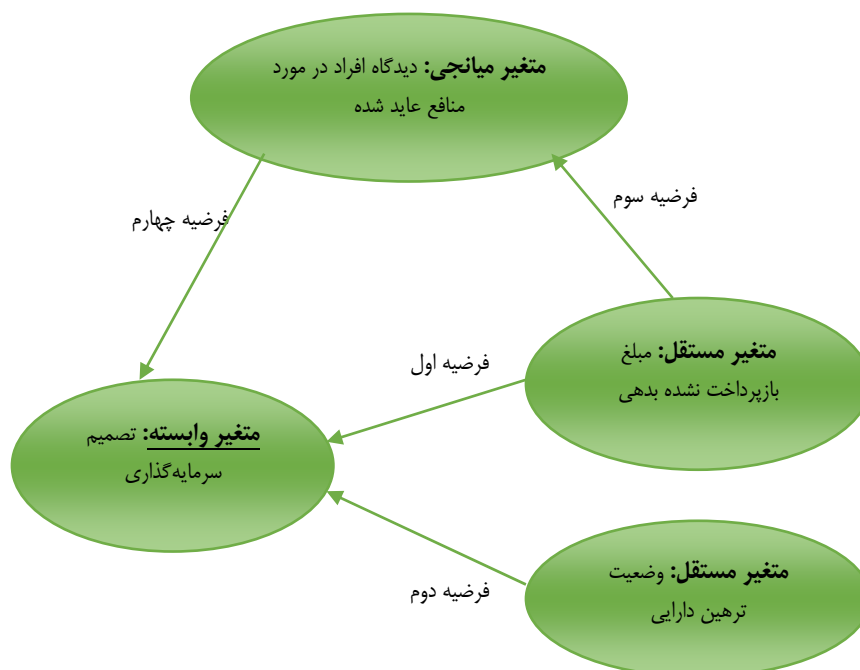 متغیر میانجی: دیدگاه افراد در مورد
منافع عاید شده
فرضیه سوم
فرضیه چهارم
متغیر مستقل: مبلغ
بازپرداخت نشده بدهی
فرضیه اول
متغیر وابسته: تصمیم
سرمایه‌گذاری
متغیر مستقل: وضعیت
ترهین دارایی
فرضیه دوم